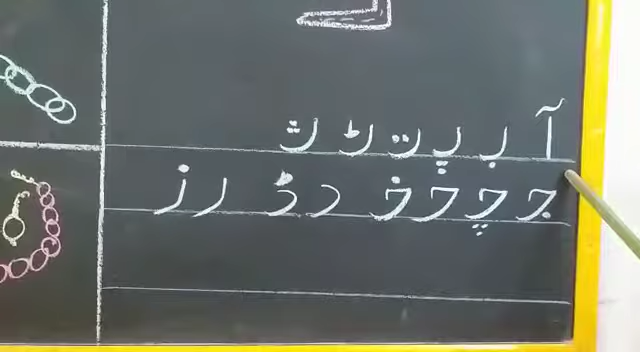 آ ب پ ت ٹ ث
ج چ ح خ د ڈ ر ز